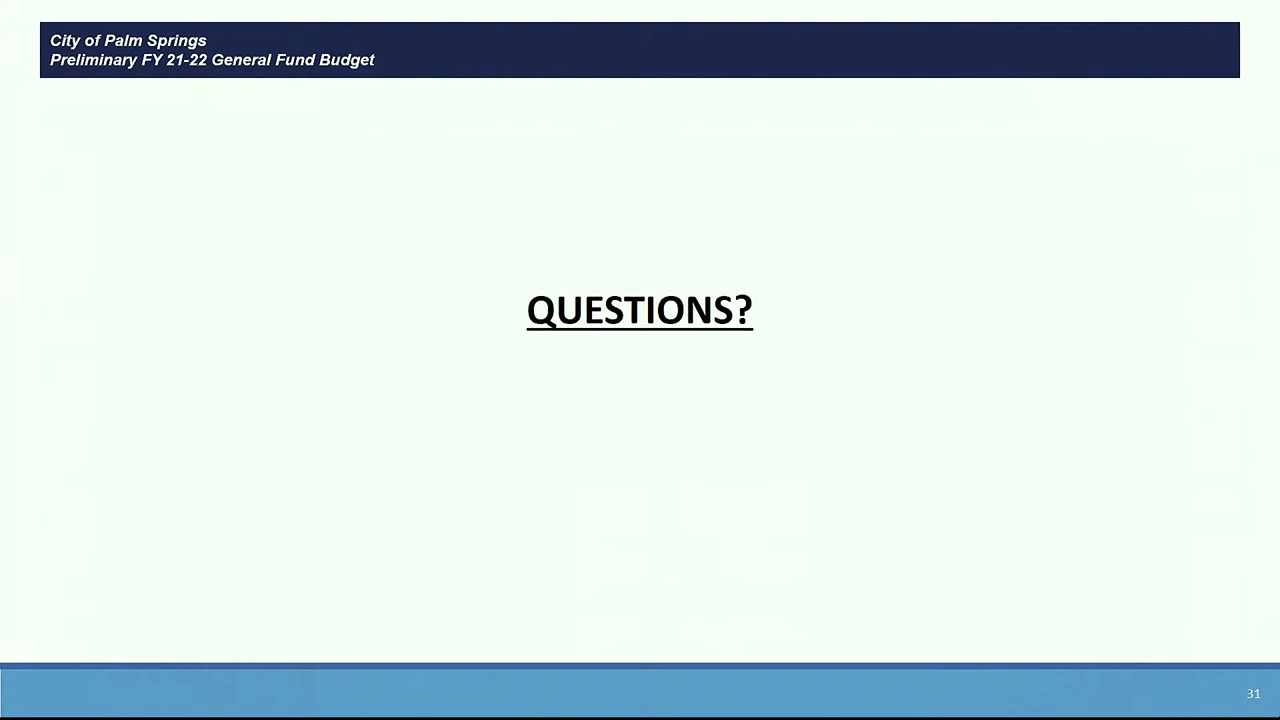 City of Palm Springs
Preliminary FY 21-22 General Fund Budget
QUESTIONS?
31